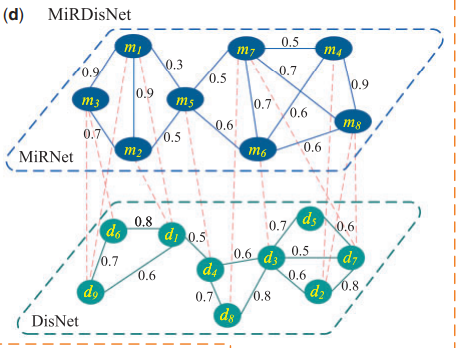 (d) MiRDisNet
m1 m7 0.5 m4
0.9 0.3 0.5 0.7 0.9
m3 0.9 m5 0.7 0.6 m8
0.7 0.5 0.6 0.6
m2 m6
MiRNet
d6 0.8 d1 0.5 0.7 d5 0.6
0.7 0.6 d4 0.6 d3 0.5 d7
d9 0.7 0.8 0.6 d2 0.8
d8
DisNet